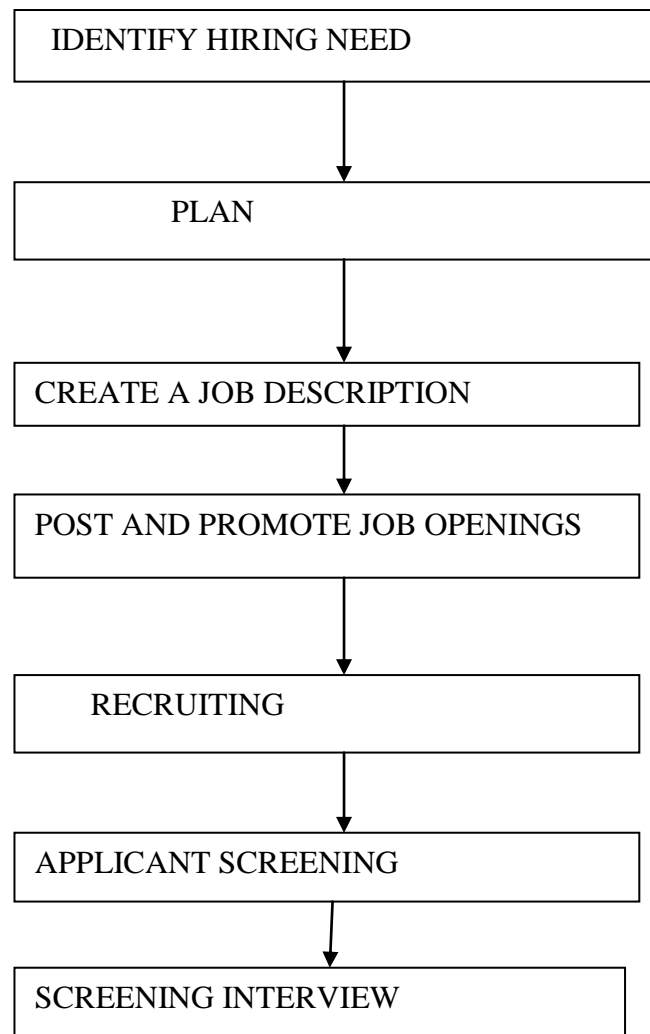 IDENTIFY HIRING NEED
PLAN
CREATE A JOB DESCRIPTION
POST AND PROMOTE JOB OPENINGS
RECRUITING
APPLICANT SCREENING
SCREENING INTERVIEW